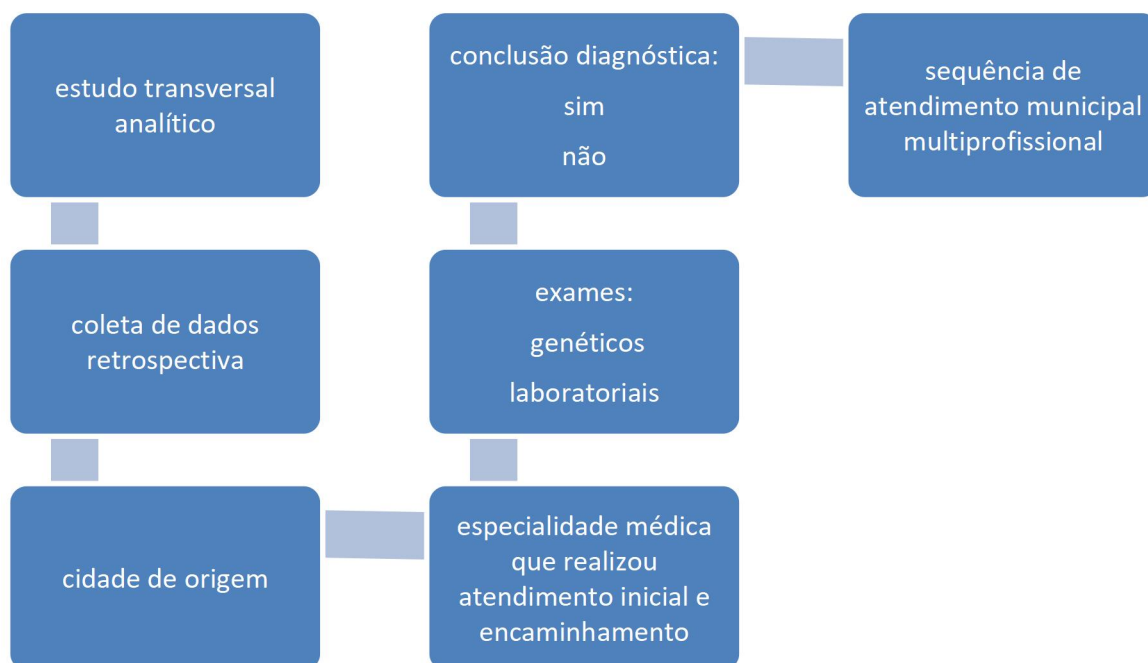 estudo transversal
analítico
coleta de dados
retrospectiva
cidade de origem
especialidade médica
que realizou
atendimento inicial e
encaminhamento
exames:
genéticos
laboratoriais
conclusão diagnóstica:
sim
não
sequência de
atendimento municipal
multiprofissional